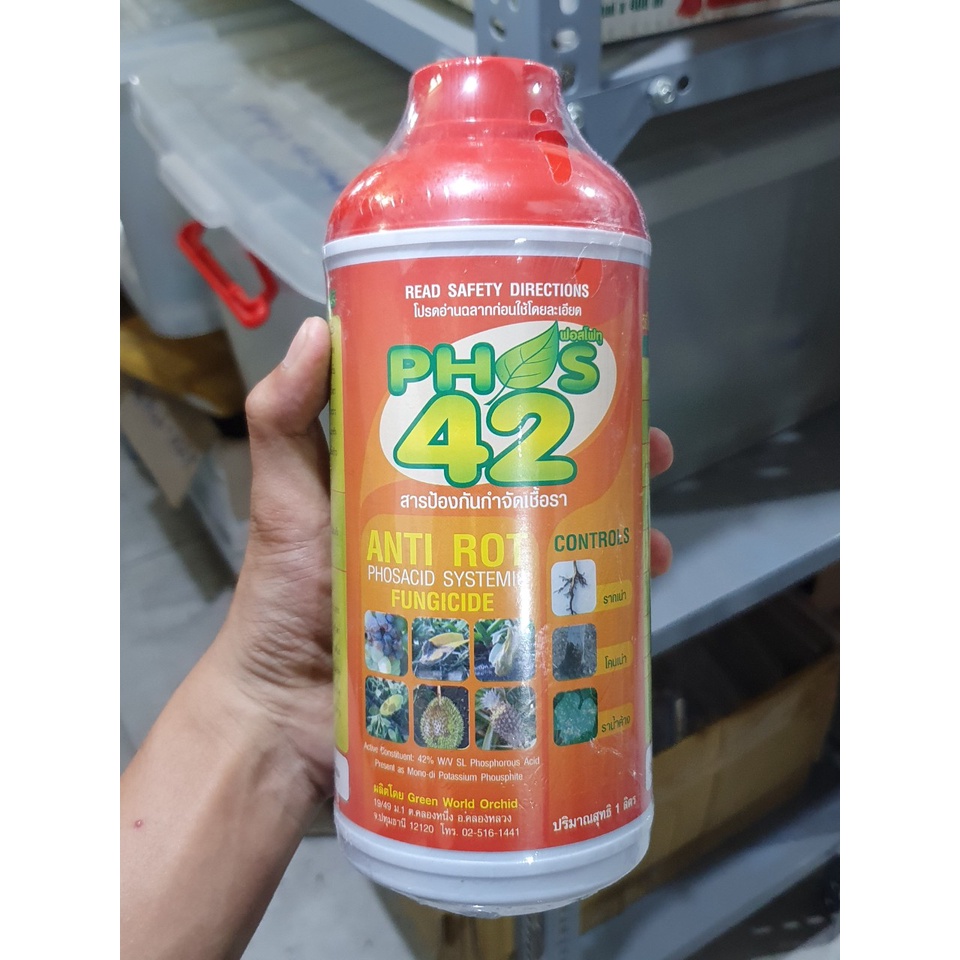 READ SAFETY DIRECTIONS
โปรดอ่านฉลากก่อนใช้โดยละเอียด
ฟอสโฟทู
PHOS
42
สารป้องกันกำจัดเชื้อรา
ANTI ROT
PHOSACID SYSTEMIC
FUNGICIDE
CONTROLS
รากเน่า
โคนเน่า
ราน้ำค้าง
Active Constituent: 42% W/V SL Phosphorous Acid
Present as Mono-di Potassium Phousphite
ผลิตโดย Green World Orchid
19/49 ม.1 ต.คลองหนึ่ง อ.คลองหลวง
จ.ปทุมธานี 12120 โทร. 02-516-1441
ปริมาณสุทธิ 1 ลิตร